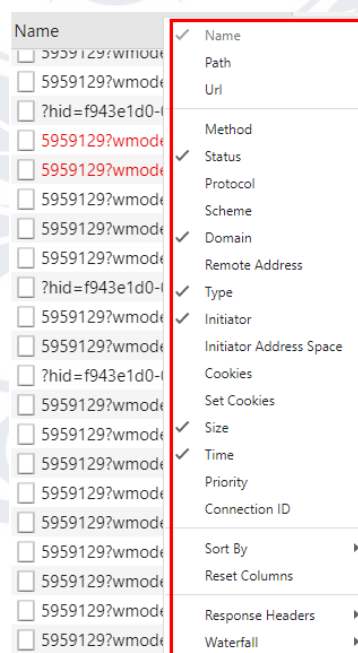 Name
5959129?wmode
5959129?wmode
?hid=f943e1d0-
5959129?wmode
5959129?wmode
5959129?wmode
5959129?wmode
5959129?wmode
?hid=f943e1d0-
5959129?wmode
5959129?wmode
?hid=f943e1d0-
5959129?wmode
5959129?wmode
5959129?wmode
5959129?wmode
5959129?wmode
5959129?wmode
5959129?wmode
5959129?wmode
5959129?wmode
Name
Path
Url
Method
Status
Protocol
Scheme
Domain
Remote Address
Type
Initiator
Initiator Address Space
Cookies
Set Cookies
Size
Time
Priority
Connection ID
Sort By
Reset Columns
Response Headers
Waterfall